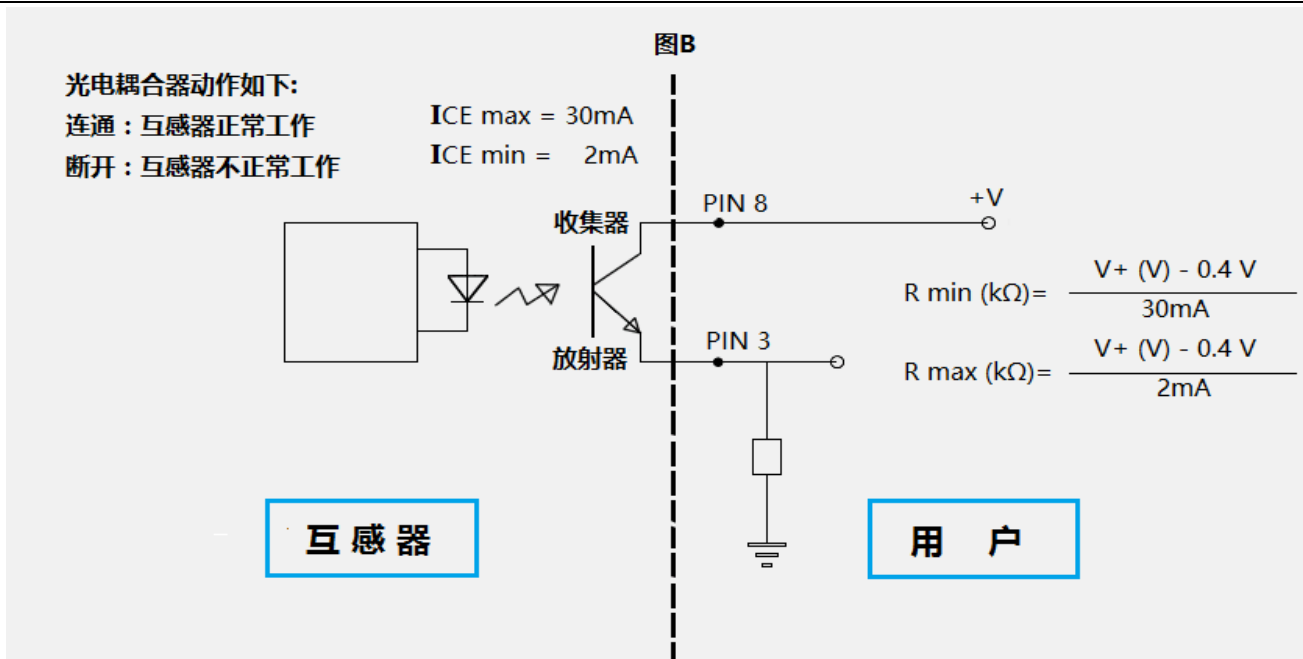 图B
光电耦合器动作如下:
连通：互感器正常工作
断开：互感器不正常工作
ICE max = 30mA
ICE min = 2mA
收集器
放射器
PIN 8
+V
PIN 3
R min (kΩ)=
V+ (V) - 0.4 V
30mA
R max (kΩ)=
V+ (V) - 0.4 V
2mA
互感器
用 户